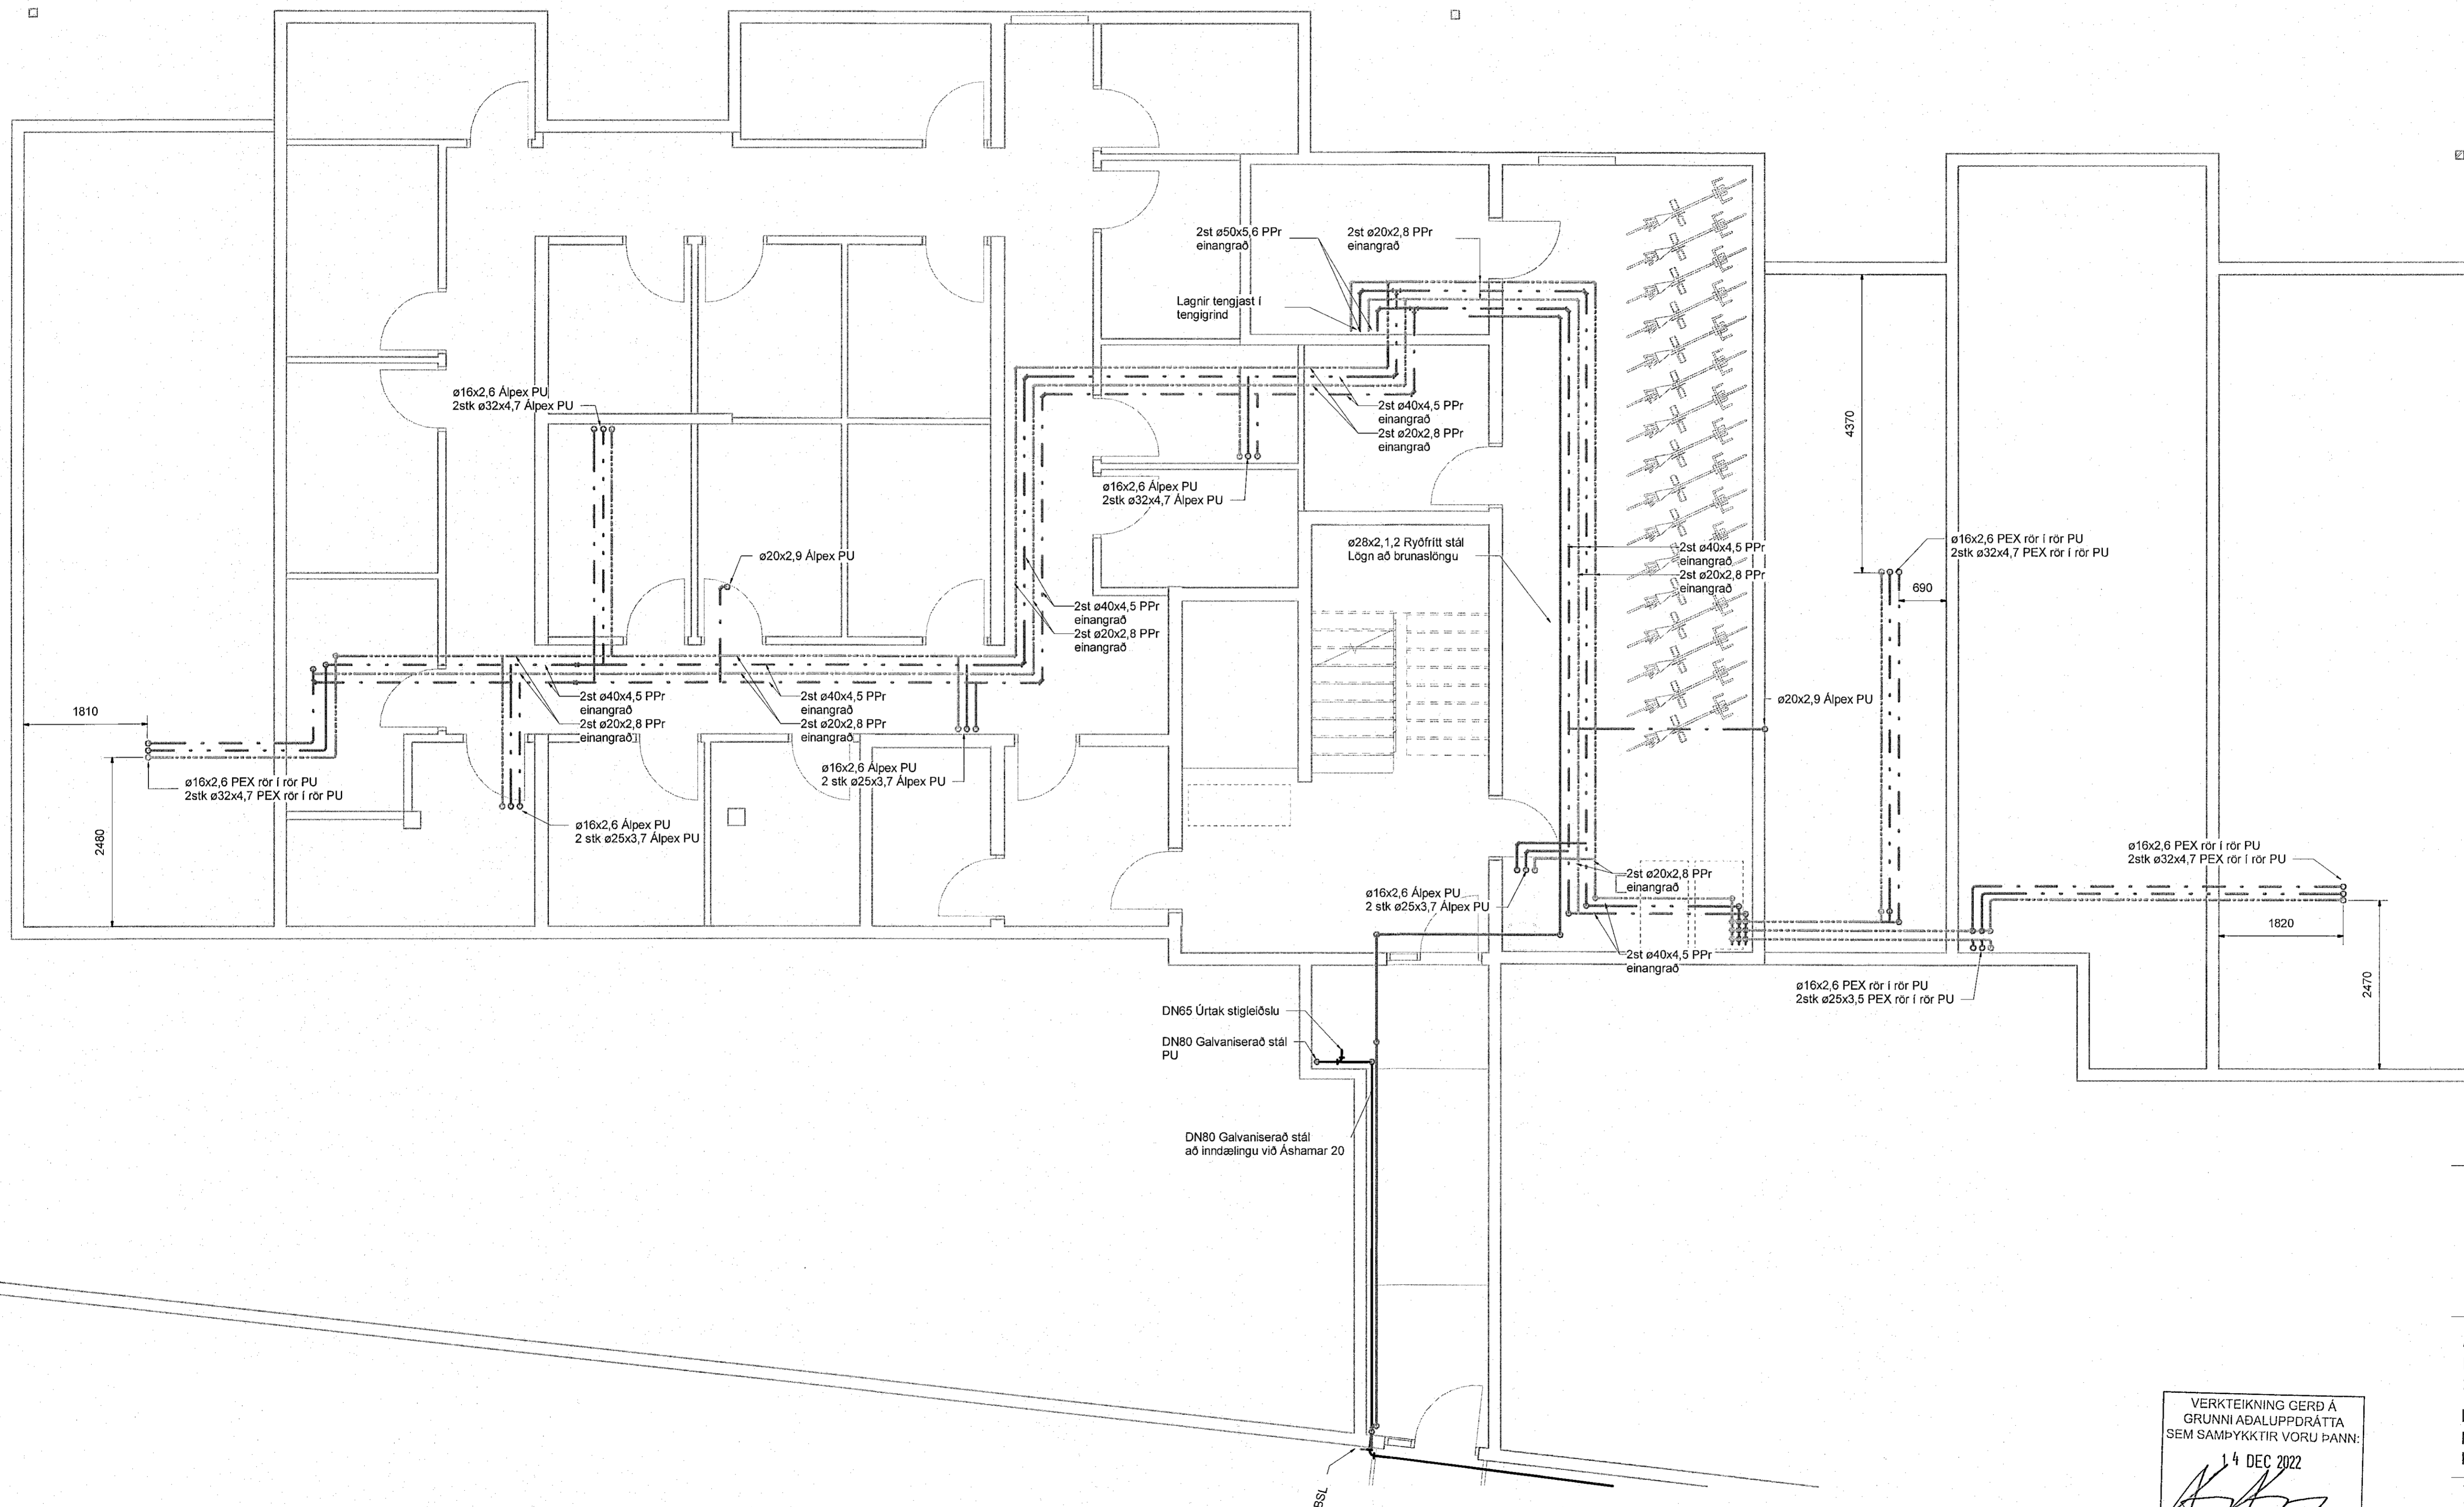 2st ø50x5,6 PPr
einangrað
2st ø20x2,8 PPr
einangrað
Lagnir tengjast í
tengigrind
ø16x2,6 Álpex PU
2stk ø32x4,7 Álpex PU
2st ø40x4,5 PPr
einangrað
2st ø20x2,8 PPr
einangrað
4370
ø16x2,6 Álpex PU
2stk ø32x4,7 Álpex PU
ø20x2,9 Álpex PU
ø28x2,1,2 Ryðfrítt stál
Lögn að brunaslöngu
2st ø40x4,5 PPr
einangrað
2st ø20x2,8 PPr
einangrað
ø16x2,6 PEX rör í rör PU
2stk ø32x4,7 PEX rör í rör PU
690
2st ø40x4,5 PPr
einangrað
2st ø20x2,8 PPr
einangrað
1810
2st ø40x4,5 PPr
einangrað
2st ø20x2,8 PPr
einangrað
2st ø40x4,5 PPr
einangrað
2st ø20x2,8 PPr
einangrað
ø20x2,9 Álpex PU
ø16x2,6 PEX rör í rör PU
2stk ø32x4,7 PEX rör í rör PU
ø16x2,6 Álpex PU
2 stk ø25x3,7 Álpex PU
2480
ø16x2,6 Álpex PU
2 stk ø25x3,7 Álpex PU
ø16x2,6 PEX rör í rör PU
2stk ø32x4,7 PEX rör í rör PU
2st ø20x2,8 PPr
einangrað
ø16x2,6 Álpex PU
2 stk ø25x3,7 Álpex PU
1820
2st ø40x4,5 PPr
einangrað
2470
ø16x2,6 PEX rör í rör PU
2stk ø25x3,5 PEX rör í rör PU
DN65 Úrtak stigleiðslu
DN80 Galvaniserað stál
PU
DN80 Galvaniserað stál
að inndælingu við Áshamar 20
BSL
VERKTEIKNING GERÐ Á
GRUNNI AÐALUPPDRÁTTA
SEM SAMÞYKKTIR VORU ÞANN:
14 DEC 2022